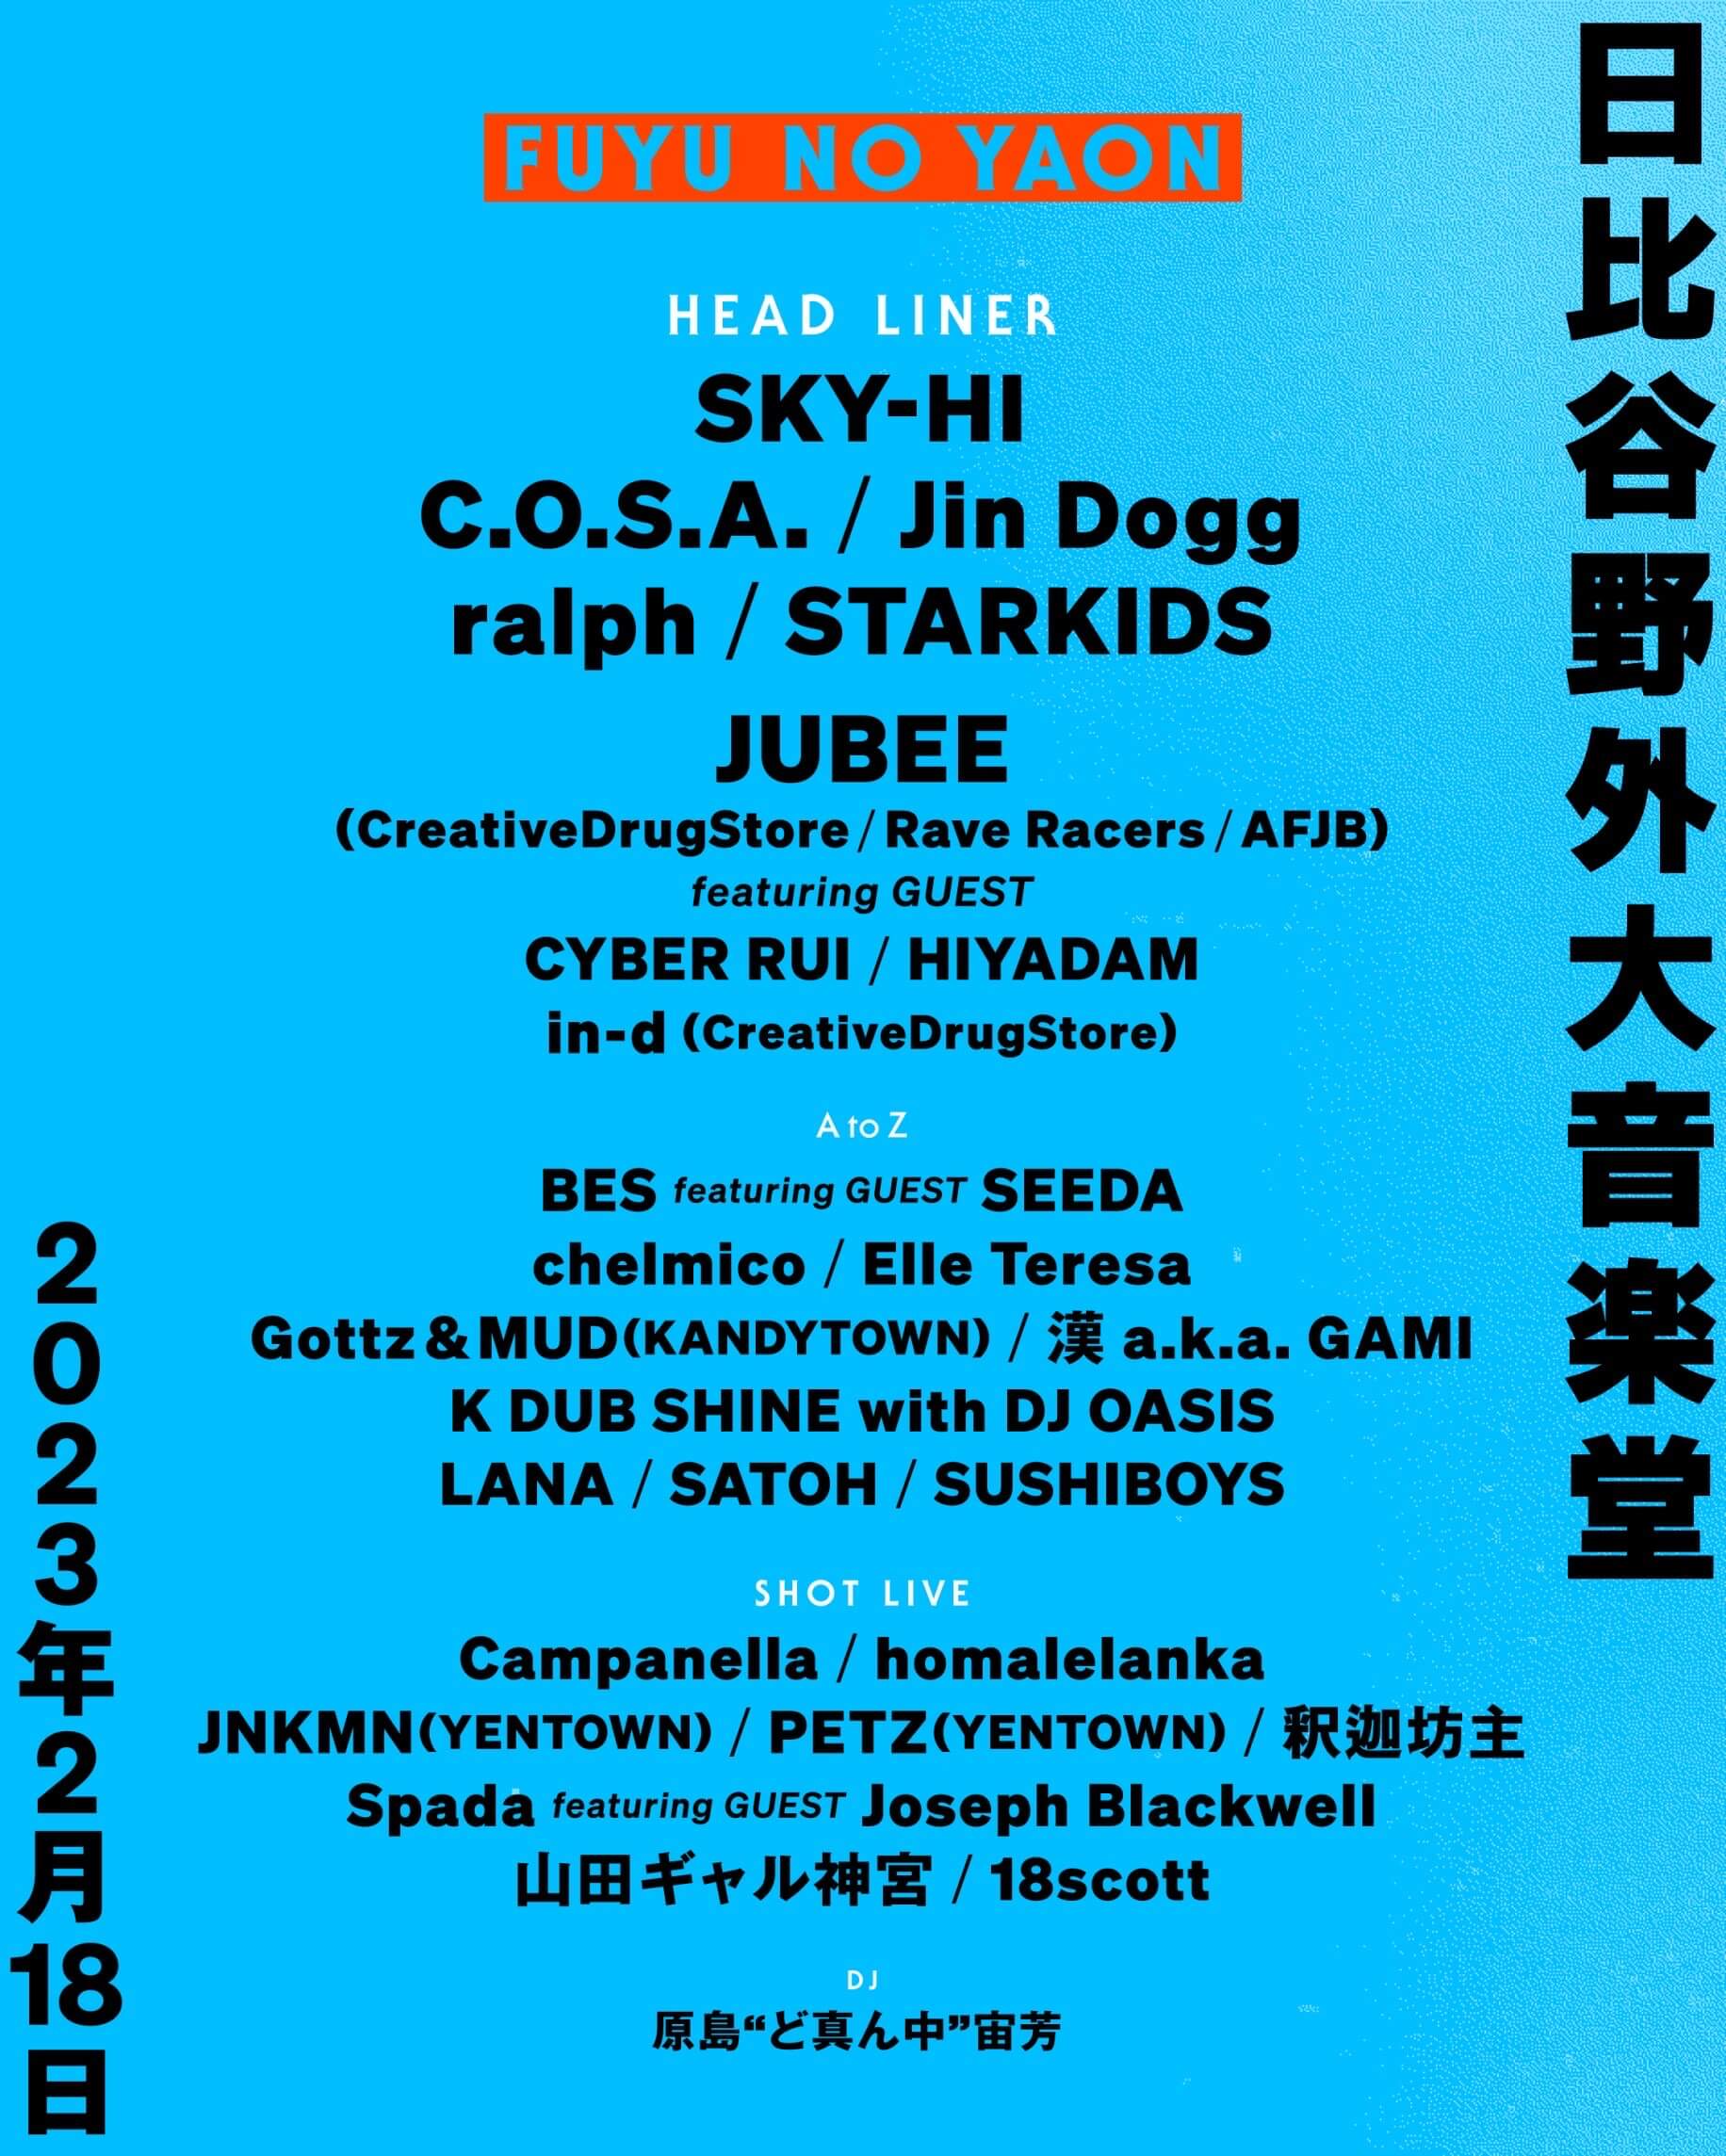 FUYU NO YAON
日比谷野外大音楽堂
HEAD LINER
SKY-HI
C.O.S.A. / Jin Dogg
ralph / STARKIDS
JUBEE
(CreativeDrugStore / Rave Racers / AFJB)
featuring GUEST
CYBER RUI / HIYADAM
in-d (CreativeDrugStore)
A to Z
BES featuring GUEST SEEDA
chelmico / Elle Teresa
Gottz & MUD(KANDYTOWN) / 漢 a.k.a. GAMI
K DUB SHINE with DJ OASIS
LANA / SATOH / SUSHIBOYS
SHOT LIVE
Campanella / homalelanka
JNKMN(YENTOWN) / PETZ(YENTOWN) / 釈迦坊主
Spada featuring GUEST Joseph Blackwell
山田ギャル神宮 / 18scott
DJ
原島“ど真ん中”宙芳
2023年2月18日